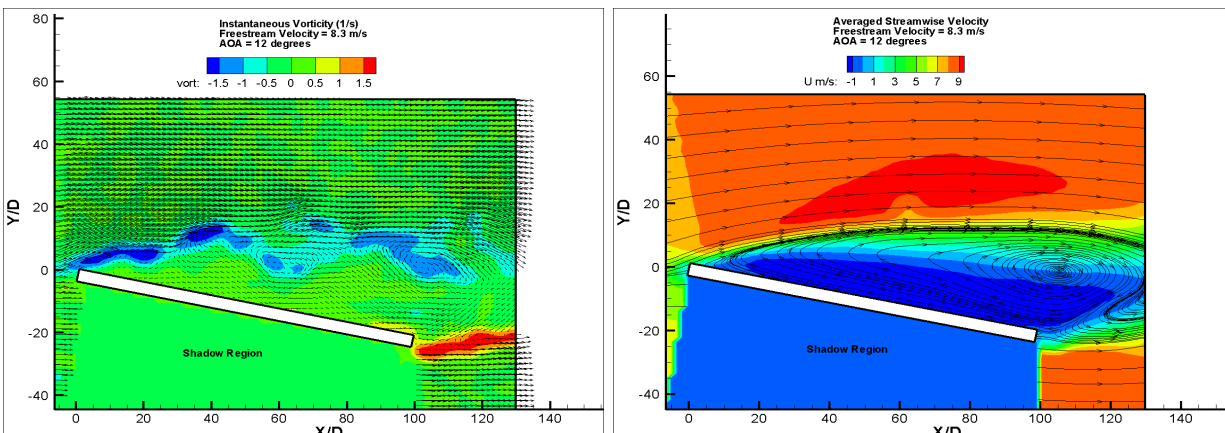 Instantaneous Vorticity (1/s)
Freestream Velocity = 8.3 m/s
AOA = 12 degrees
vort: -1.5 -1 -0.5 0 0.5 1 1.5
80
60
40
20
0
-20
-40
Y/D
Shadow Region
0 20 40 60 80 100 120 140
X/D
Averaged Streamwise Velocity
Freestream Velocity = 8.3 m/s
AOA = 12 degrees
U m/s: -1 1 3 5 7 9
60
40
20
0
-20
-40
Y/D
Shadow Region
0 20 40 60 80 100 120 140
X/D